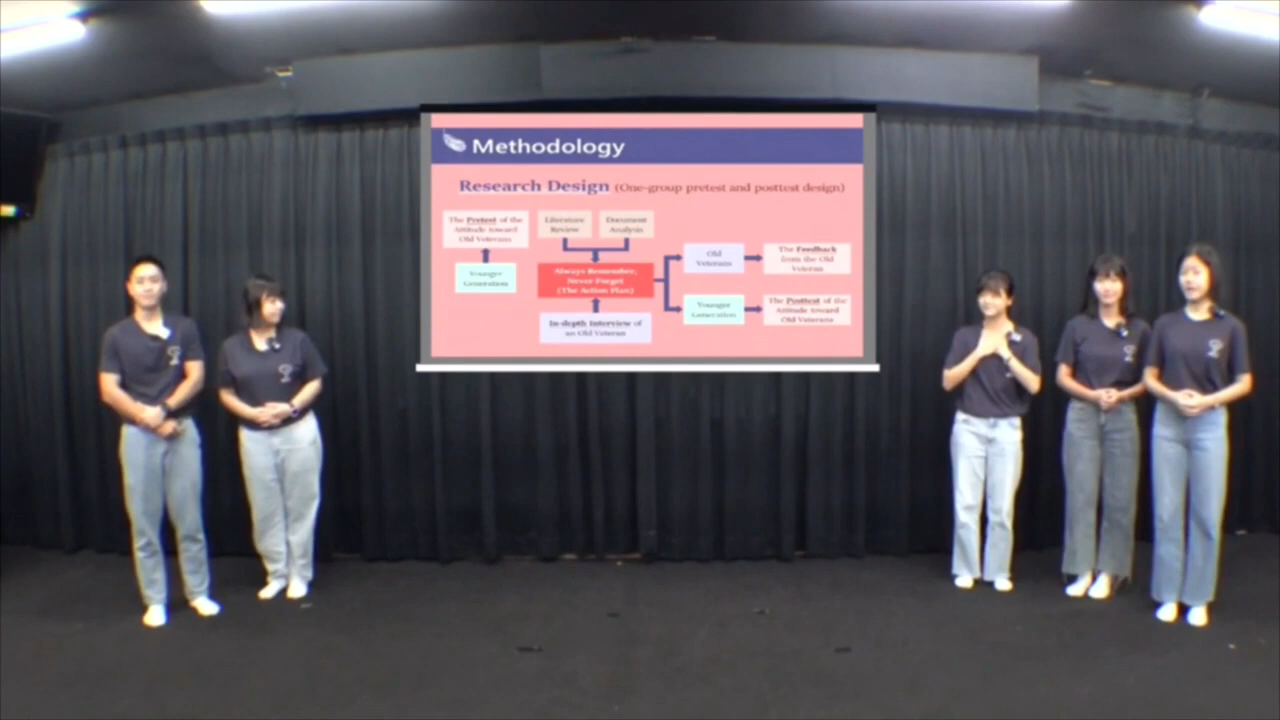 Methodology
Research Design (One-group pretest and posttest design)
The Pretest of the
Attitude toward
Old Veterans
Literature
Review
Document
Analysis
Younger
Generation
Always Remember,
Never Forget
(The Action Plan)
In-depth Interview of
an Old Veteran
Old
Veterans
The Feedback
from the Old
Veteran
Younger
Generation
The Posttest of the
Attitude toward
Old Veterans